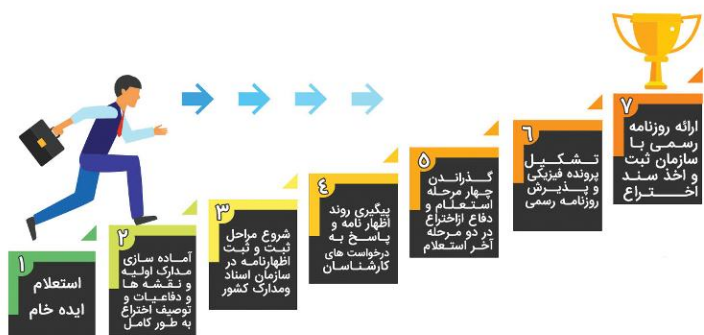 ۱
استعلام
ایده خام
۲
آماده سازی
مدارک اولیه
و نقشه ها
و دفاعیات و
توصیف اختراع
به طور کامل
۳
شروع مراحل
ثبت و ثبت
اظهارنامه در
سازمان اسناد
ومدارک کشور
۴
پیگیری روند
اظهار نامه و
پاسخ به
درخواست های
کارشناسان
۵
گذراندن
چهار مرحله
استعلام و
دفاع ازاختراع
در دو مرحله
آخر استعلام
۶
تشکیل
پرونده فیزیکی
و پذیرش
روزنامه رسمی
۷
ارائه روزنامه
رسمی با
سازمان ثبت
و اخذ سند
اختراع